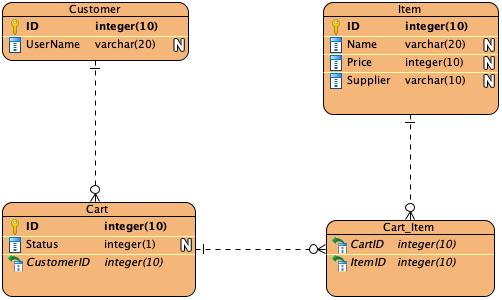 Customer
ID integer(10)
UserName varchar(20) N
Item
ID integer(10)
Name varchar(20) N
Price integer(10) N
Supplier varchar(10) N
Cart
ID integer(10)
Status integer(1) N
CustomerID integer(10)
Cart_Item
CartID integer(10)
ItemID integer(10)